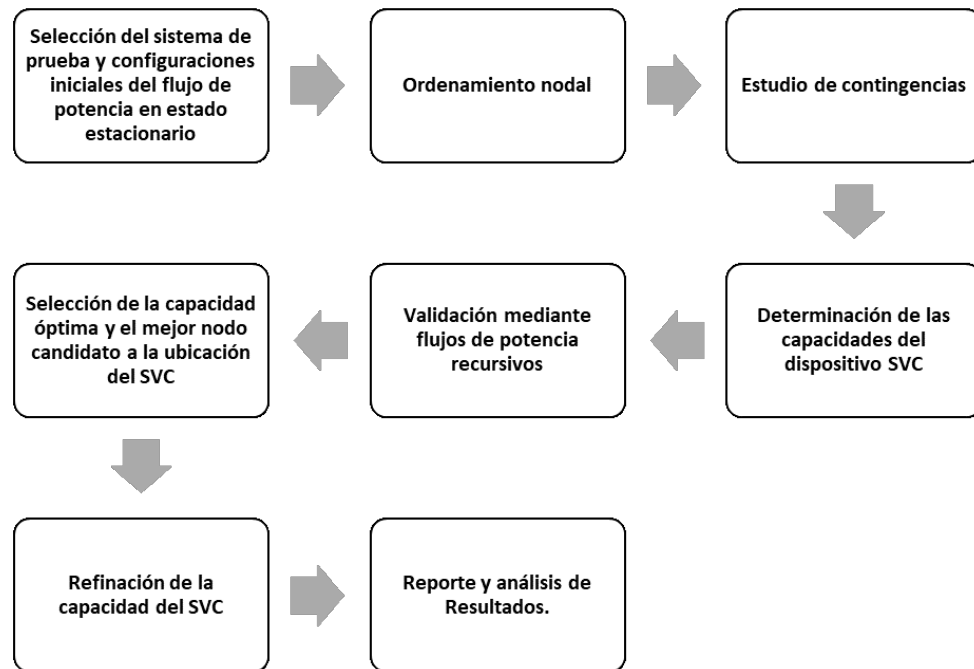 Selección del sistema de
prueba y configuraciones
iniciales del flujo de
potencia en estado
estacionario
Ordenamiento nodal
Estudio de contingencias
Determinación de las
capacidades del
dispositivo SVC
Validación mediante
flujos de potencia
recursivos
Selección de la capacidad
óptima y el mejor nodo
candidato a la ubicación
del SVC
Refinación de la
capacidad del SVC
Reporte y análisis de
Resultados.